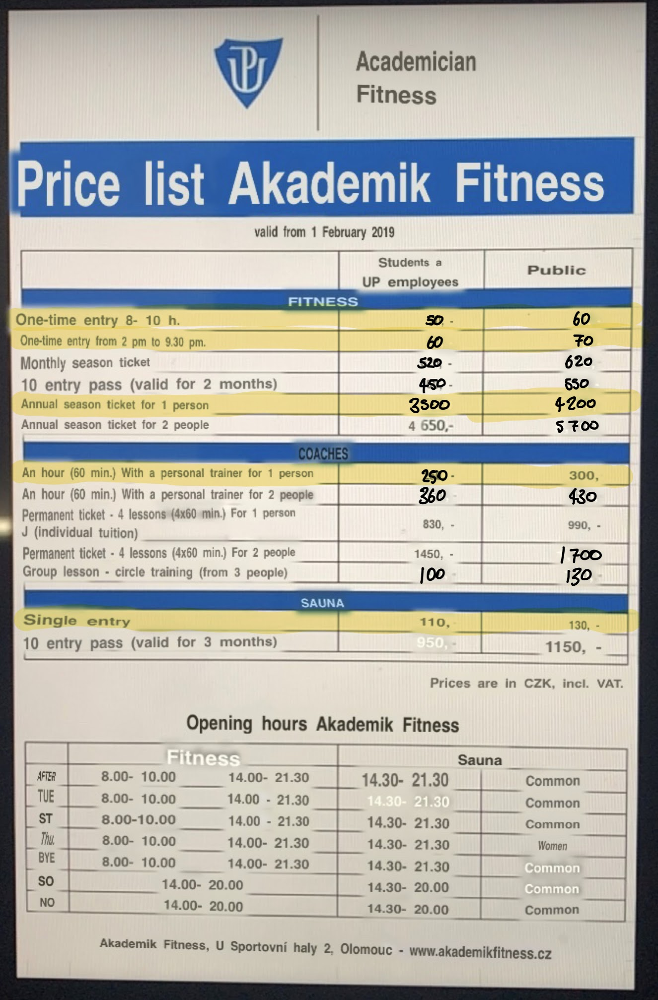 UP
Academician
Fitness
Price list Akademik Fitness
valid from 1 February 2019
Students a
UP employees
Public
FITNESS
One-time entry 8- 10 h. 50, - 60
One-time entry from 2 pm to 9.30 pm. 60 70
Monthly season ticket 520, - 620
10 entry pass (valid for 2 months) 450 - 550
Annual season ticket for 1 person 3500 4200
Annual season ticket for 2 people 4 650,- 5700
COACHES
An hour (60 min.) With a personal trainer for 1 person 250 - 300,
An hour (60 min.) With a personal trainer for 2 people 360 430
Permanent ticket - 4 lessons (4x60 min.) For 1 person
J (individual tuition) 830, - 990, -
Permanent ticket - 4 lessons (4x60 min.) For 2 people 1450, - 1700
Group lesson - circle training (from 3 people) 100 - 130 -
SAUNA
Single entry 110, - 130, -
10 entry pass (valid for 3 months) 950, - 1150, -
Prices are in CZK, incl. VAT.
Opening hours Akademik Fitness
Fitness Sauna
AFTER 8.00- 10.00 14.00- 21.30 14.30- 21.30 Common
TUE 8.00- 10.00 14.00 - 21.30 14.30- 21.30 Common
ST 8.00-10.00 14.00 - 21.30 14.30- 21.30 Common
Thu. 8.00- 10.00 14.00- 21.30 14.30- 21.30 Women
BYE 8.00- 10.00 14.00- 21.30 14.30- 21.30 Common
SO 14.00- 20.00 14.30- 20.00 Common
NO 14.00- 20.00 14.30- 20.00 Common
Akademik Fitness, U Sportovní haly 2, Olomouc - www.akademikfitness.cz